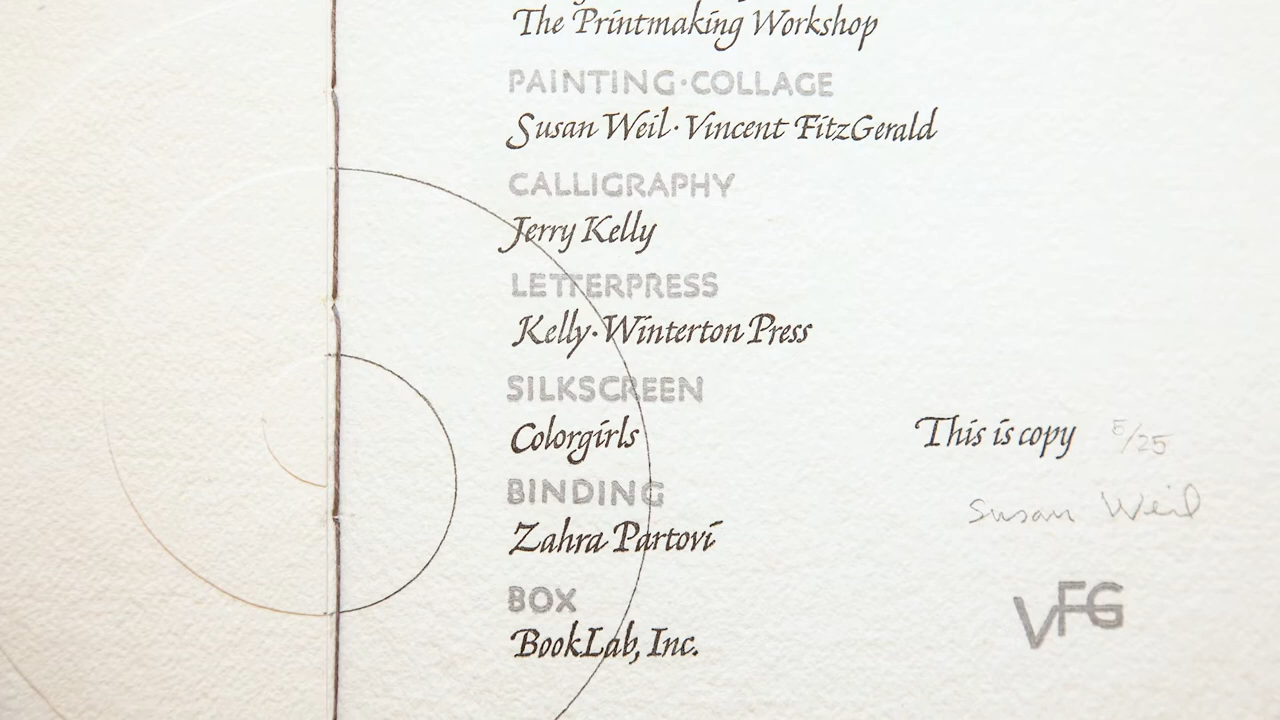 The Printmaking Workshop
PAINTING·COLLAGE
Susan Weil·Vincent FitzGerald
CALLIGRAPHY
Jerry Kelly
LETTERPRESS
Kelly·Winterton Press
SILKSCREEN
Colorgirls
This is copy 5/25
BINDING
Susan Weil
Zahra Partovi
BOX
VFG
BookLab, Inc.